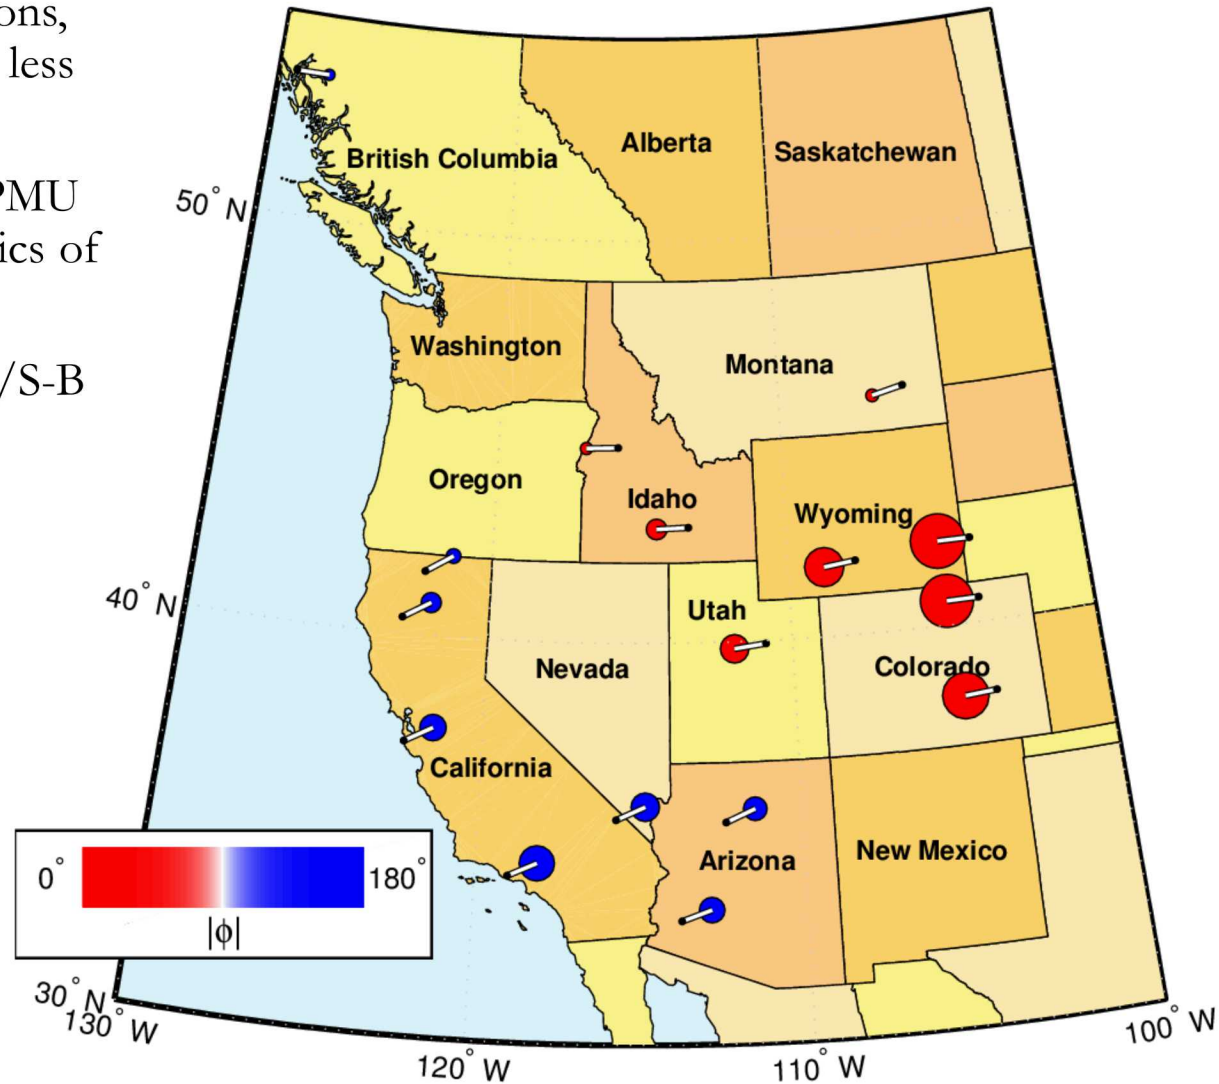 ons,
less
PMU
ics of
/S-B
British Columbia
Alberta
Saskatchewan
50° N
Washington
Montana
Oregon
Idaho
Wyoming
40° N
Utah
Nevada
Colorado
California
Arizona
New Mexico
0°
180°
|ϕ|
30° N
130° W
120° W
110° W
100° W